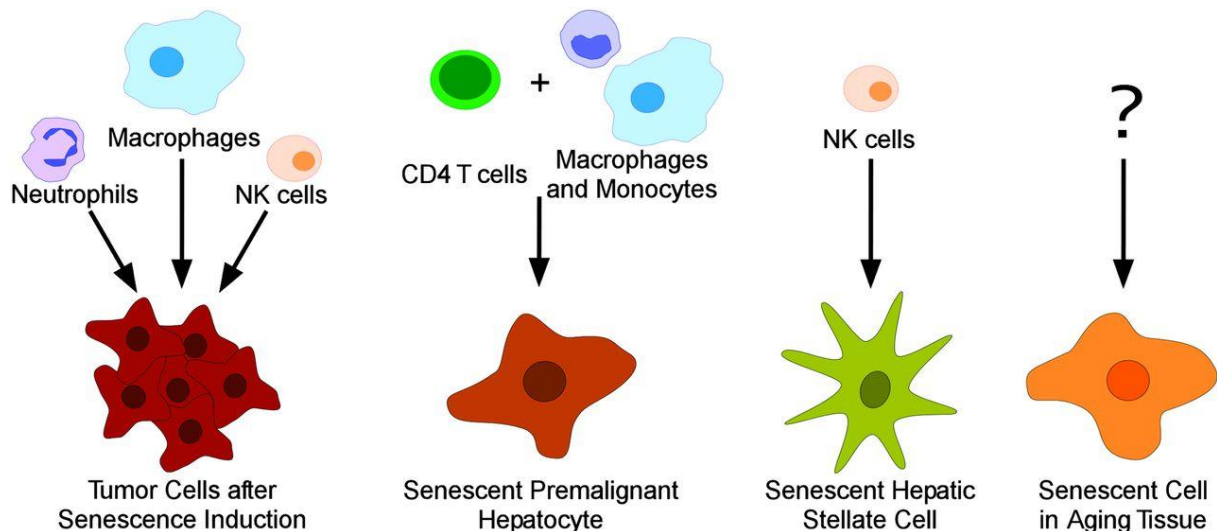 Macrophages
Neutrophils
NK cells
Tumor Cells after
Senescence Induction
+
CD4 T cells
Macrophages
and Monocytes
Senescent Premalignant
Hepatocyte
NK cells
Senescent Hepatic
Stellate Cell
?
Senescent Cell
in Aging Tissue